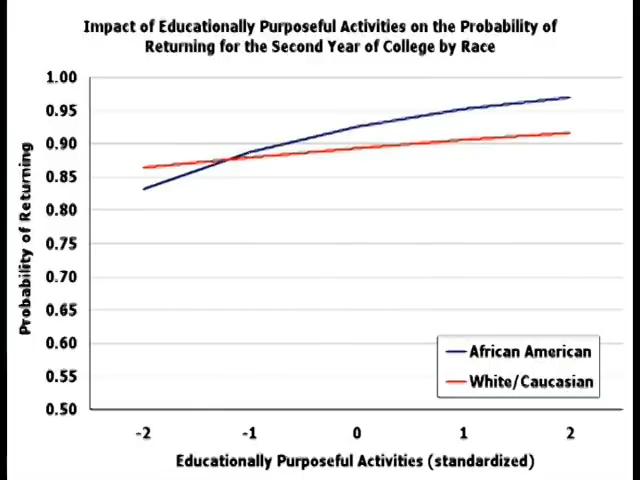 Impact of Educationally Purposeful Activities on the Probability of
Returning for the Second Year of College by Race
1.00
0.95
0.90
0.85
0.80
0.75
0.70
0.65
0.60
0.55
0.50
Probability of Returning
African American
White/Caucasian
-2 -1 0 1 2
Educationally Purposeful Activities (standardized)